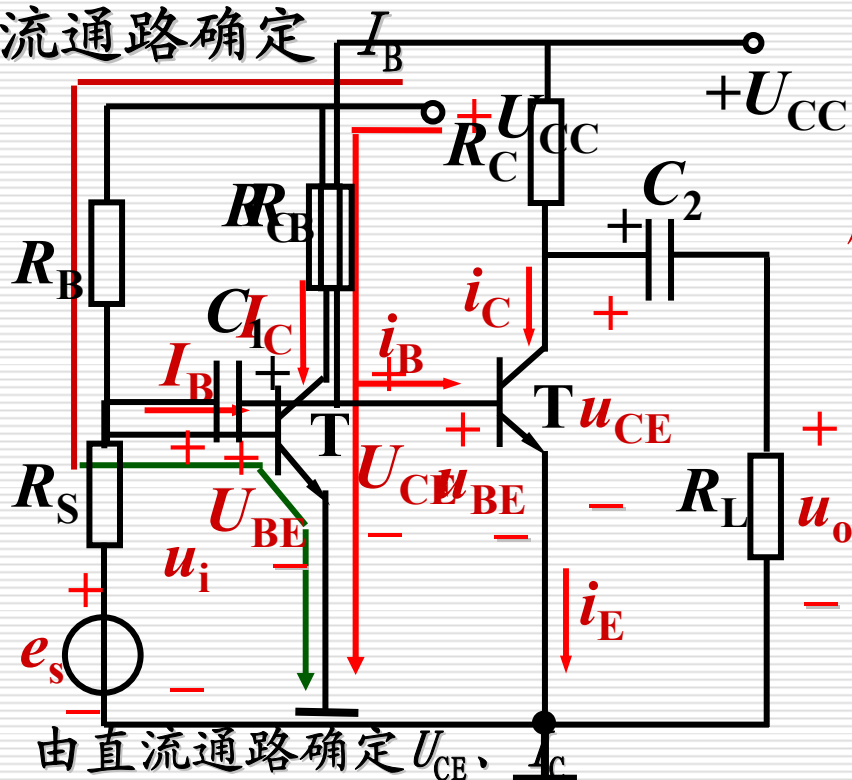 流通路确定 I_B
+U_CC
+U_CC
R_C
C_2
+
R_B
R_C
R_B
C_1
+
I_C
i_C
+
i_B
I_B
+
T
T
u_CE
+
+
+
+
R_S
U_BE
U_CE
u_BE
R_L
u_o
−
−
−
−
u_i
+
i_E
−
e_s
−
−
由直流通路确定U_CE、I_C